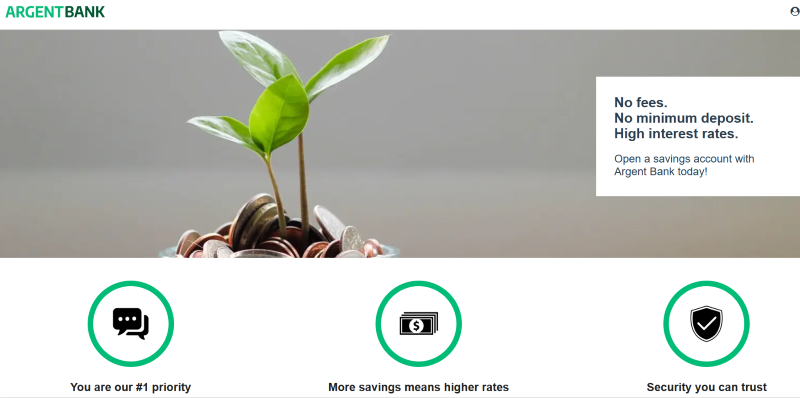 ARGENTBANK
No fees.
No minimum deposit.
High interest rates.
Open a savings account with
Argent Bank today!
$
You are our #1 priority
More savings means higher rates
Security you can trust